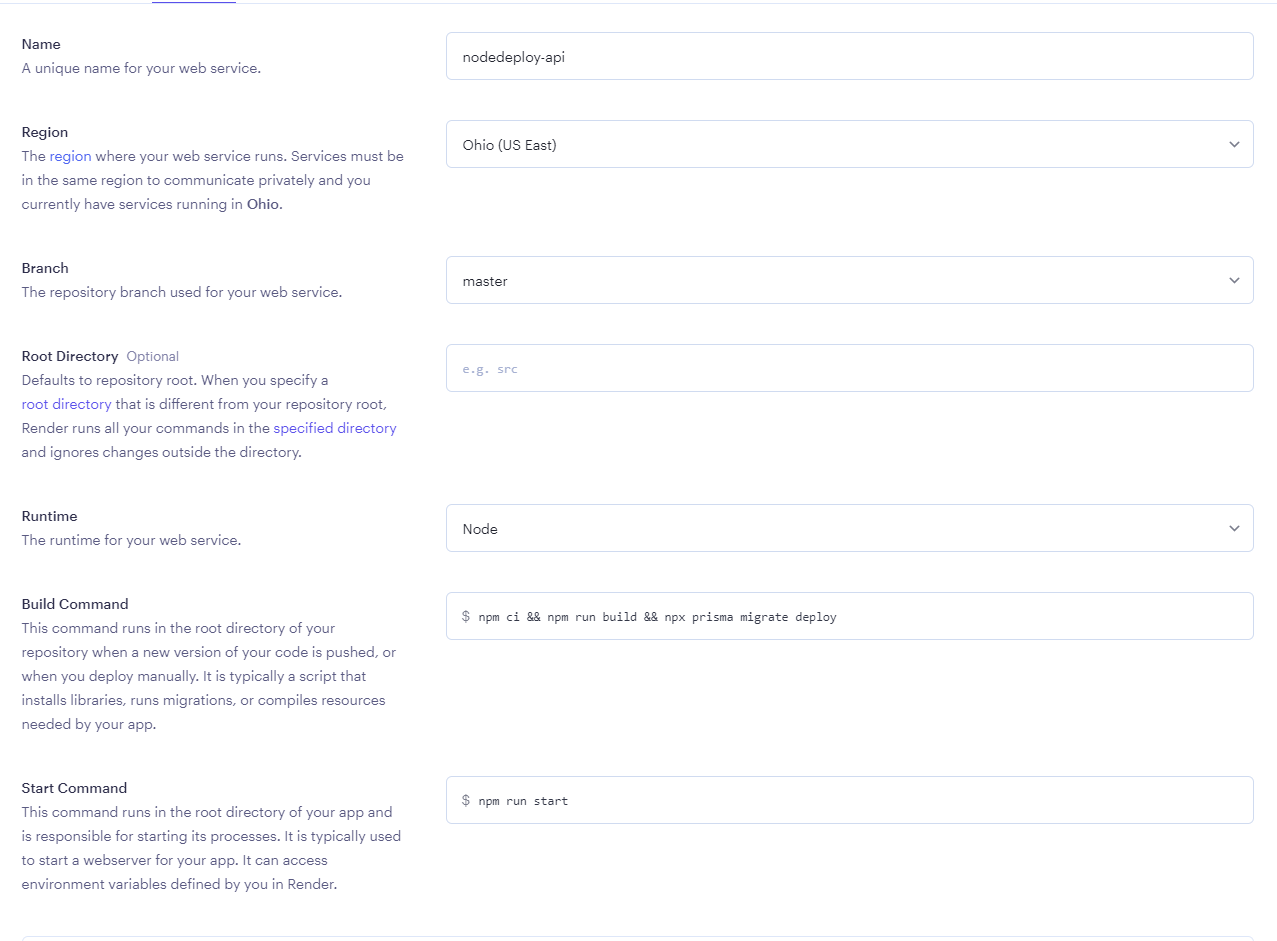 Name
A unique name for your web service.
nodedeploy-api
Region
The region where your web service runs. Services must be
in the same region to communicate privately and you
currently have services running in Ohio.
Ohio (US East)
Branch
The repository branch used for your web service.
master
Root Directory Optional
Defaults to repository root. When you specify a
root directory that is different from your repository root,
Render runs all your commands in the specified directory
and ignores changes outside the directory.
e.g. src
Runtime
The runtime for your web service.
Node
Build Command
This command runs in the root directory of your
repository when a new version of your code is pushed, or
when you deploy manually. It is typically a script that
installs libraries, runs migrations, or compiles resources
needed by your app.
$ npm ci && npm run build && npx prisma migrate deploy
Start Command
This command runs in the root directory of your app and
is responsible for starting its processes. It is typically used
to start a webserver for your app. It can access
environment variables defined by you in Render.
$ npm run start